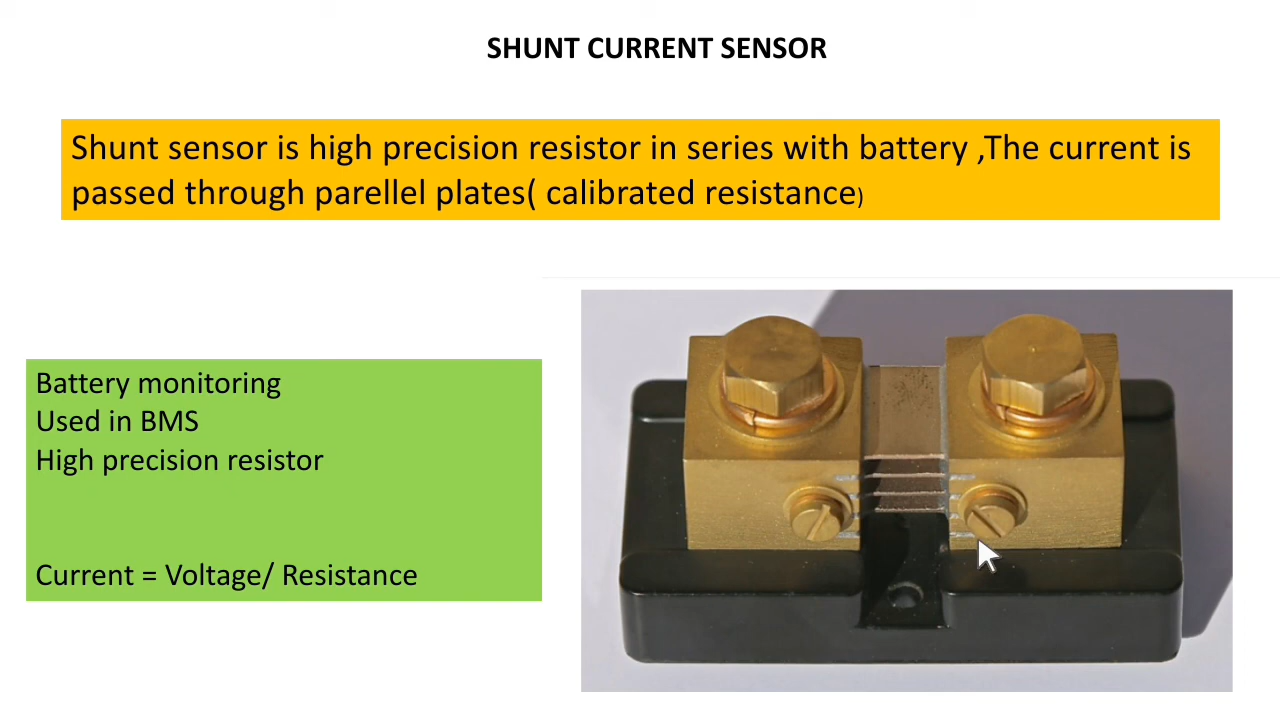 SHUNT CURRENT SENSOR
Shunt sensor is high precision resistor in series with battery ,The current is
passed through parellel plates( calibrated resistance)
Battery monitoring
Used in BMS
High precision resistor
Current = Voltage/ Resistance